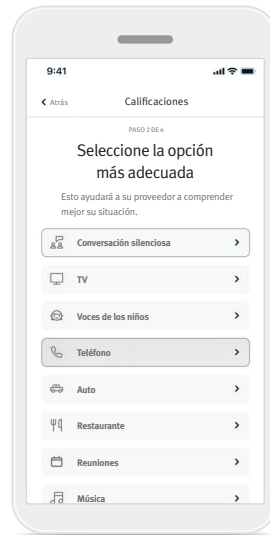 9:41
Atrás
Calificaciones
PASO 2 DE 4
Seleccione la opción
más adecuada
Esto ayudará a su proveedor a comprender
mejor su situación.
Conversación silenciosa
TV
Voces de los niños
Teléfono
Auto
Restaurante
Reuniones
Música